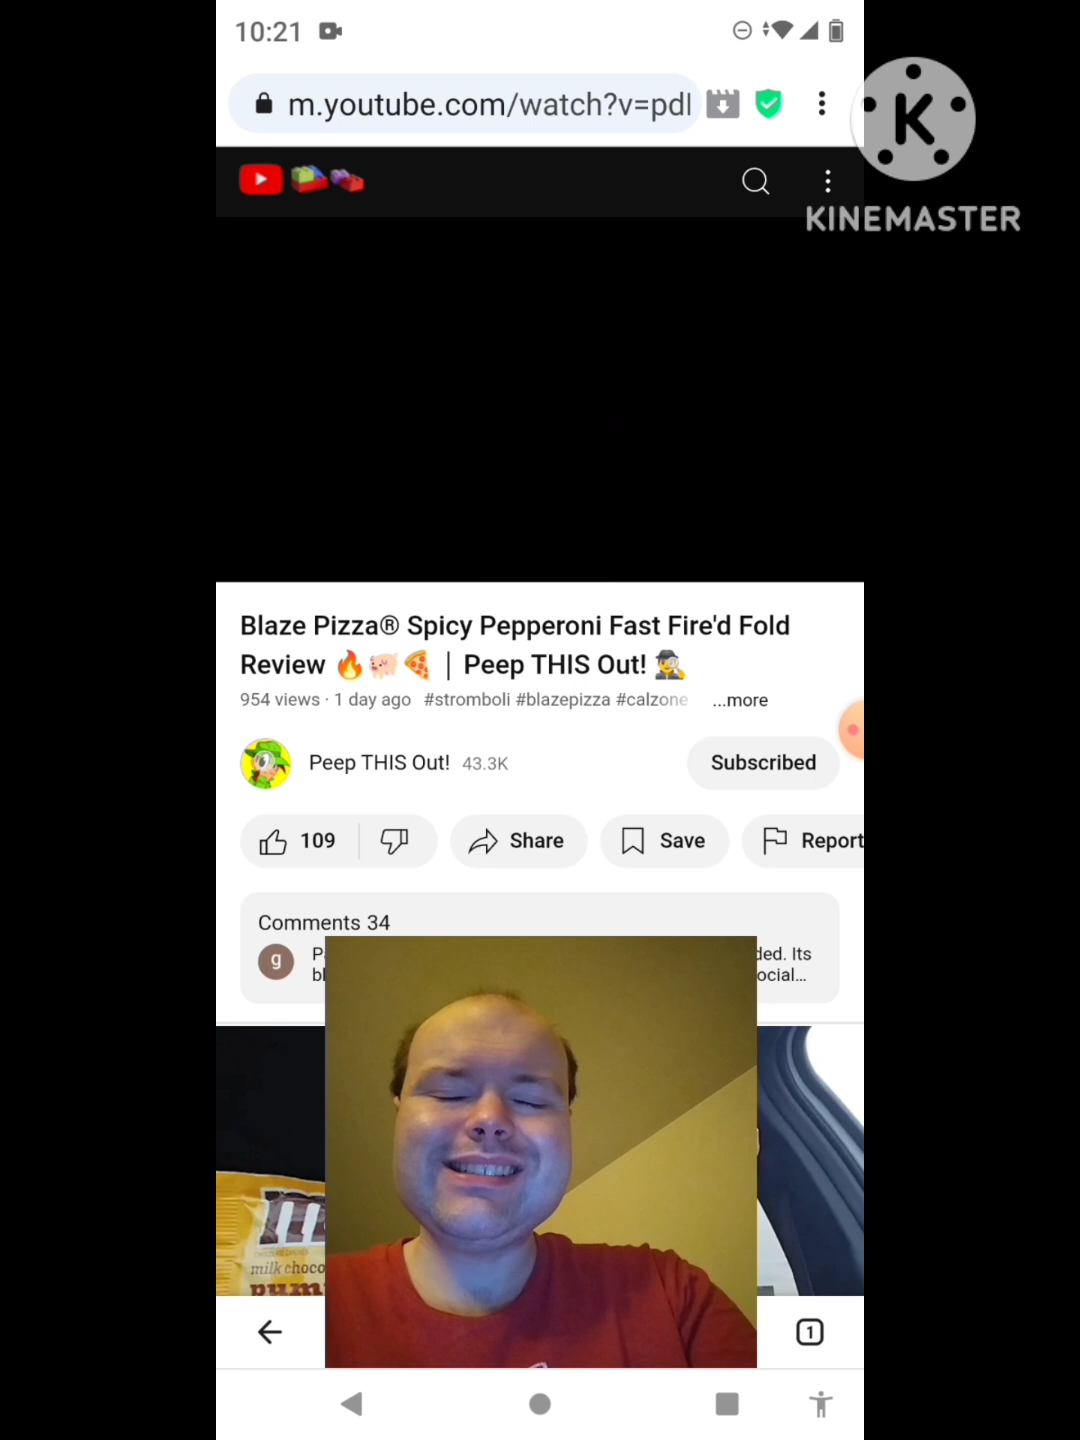 10:21
m.youtube.com/watch?v=pdl
K
KINEMASTER
Blaze Pizza® Spicy Pepperoni Fast Fire'd Fold
Review 🔥🐖🍕 | Peep THIS Out! 🕵️
954 views · 1 day ago #stromboli #blazepizza #calzone ...more
Peep THIS Out! 43.3K
Subscribed
109
Share
Save
Report
Comments 34
g
ded. Its
ocial...
milk choco
1